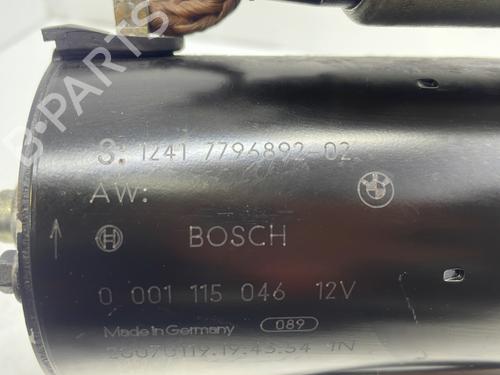 B-PARTS
3: 1241 7796892-02
AW:
BOSCH
0 001 115 046 12V
Made in Germany 089